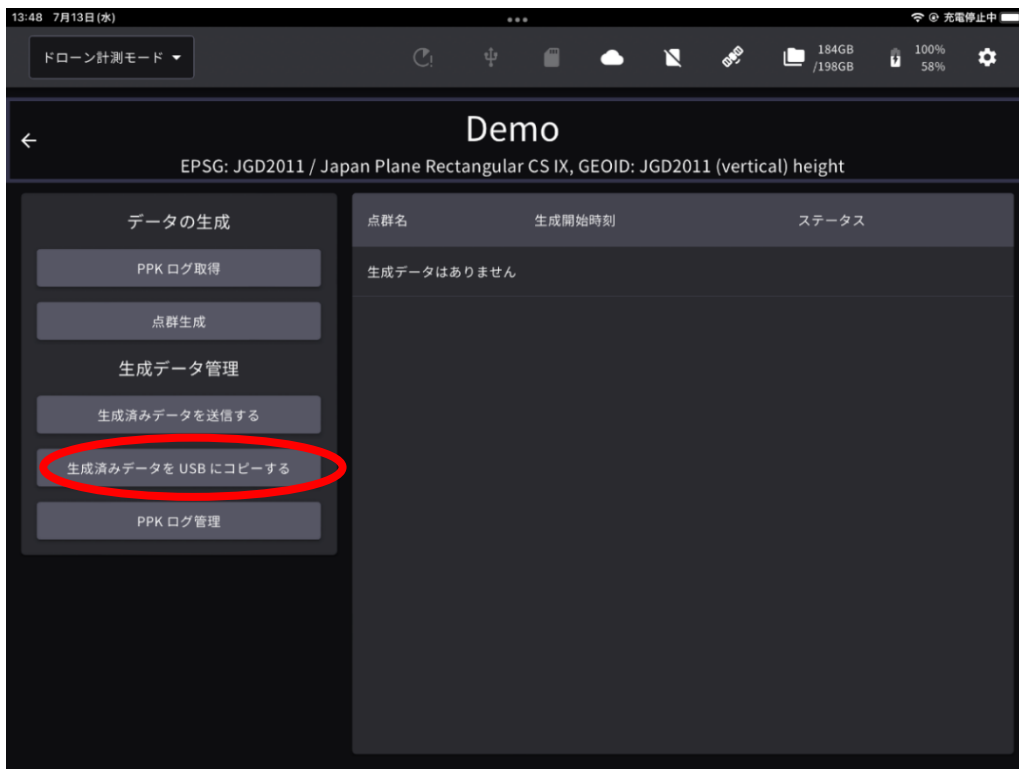 13:48 7月13日(水)
充電停止中
ドローン計測モード
184GB
/198GB
100%
58%
Demo
EPSG: JGD2011 / Japan Plane Rectangular CS IX, GEOID: JGD2011 (vertical) height
データの生成
PPK ログ取得
点群生成
生成データ管理
生成済みデータを送信する
生成済みデータを USB にコピーする
PPK ログ管理
点群名 生成開始時刻 ステータス
生成データはありません